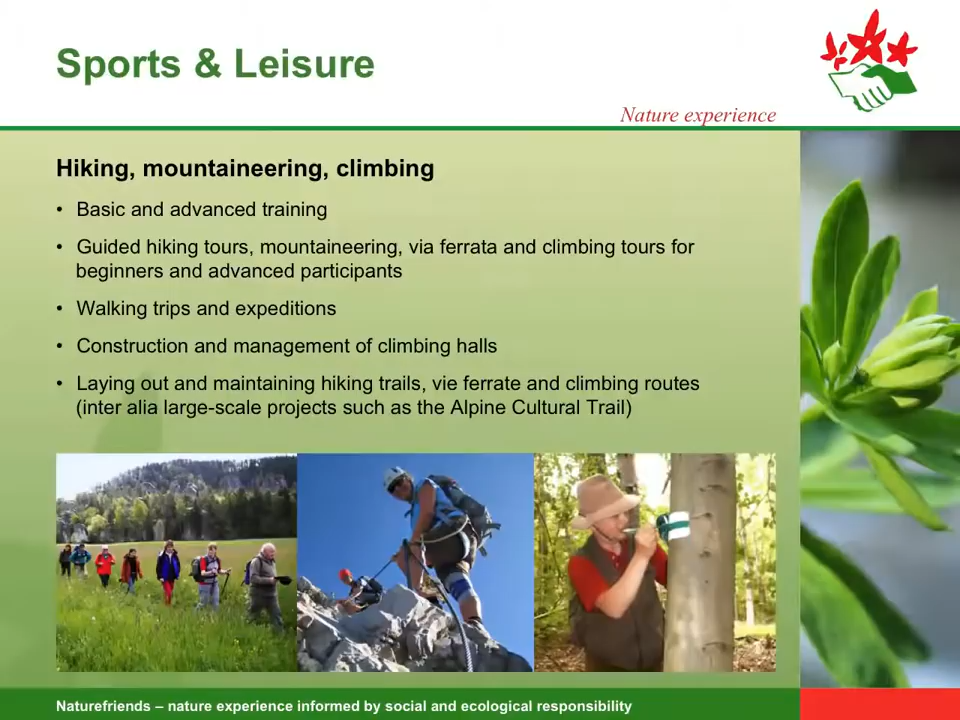 Sports & Leisure
Nature experience
Hiking, mountaineering, climbing
• Basic and advanced training
• Guided hiking tours, mountaineering, via ferrata and climbing tours for
beginners and advanced participants
• Walking trips and expeditions
• Construction and management of climbing halls
• Laying out and maintaining hiking trails, vie ferrate and climbing routes
(inter alia large-scale projects such as the Alpine Cultural Trail)
Naturefriends – nature experience informed by social and ecological responsibility